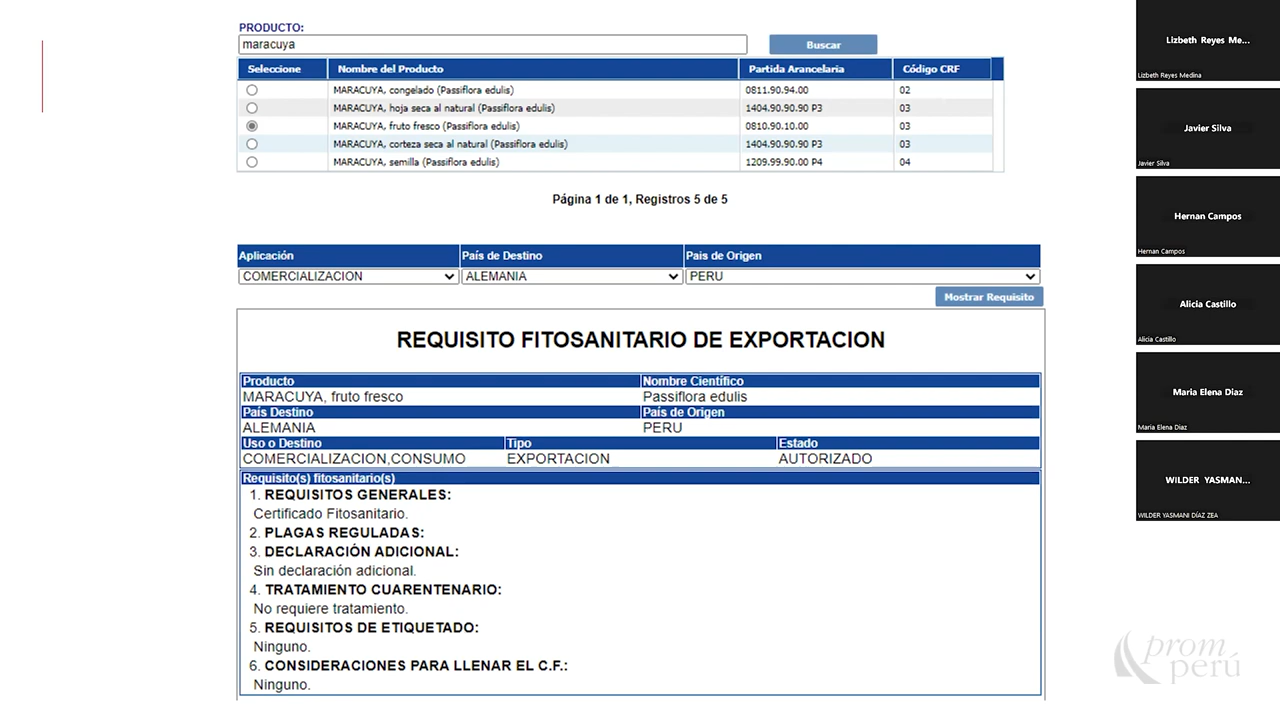 PRODUCTO:
maracuya
Buscar
Seleccione Nombre del Producto Partida Arancelaria Código CRF
MARACUYA, congelado (Passiflora edulis) 0811.90.94.00 02
MARACUYA, hoja seca al natural (Passiflora edulis) 1404.90.90.90 P3 03
MARACUYA, fruto fresco (Passiflora edulis) 0810.90.10.00 03
MARACUYA, corteza seca al natural (Passiflora edulis) 1404.90.90.90 P3 03
MARACUYA, semilla (Passiflora edulis) 1209.99.90.00 P4 04
Página 1 de 1, Registros 5 de 5
Aplicación País de Destino Pais de Origen
COMERCIALIZACION ALEMANIA PERU
Mostrar Requisito
REQUISITO FITOSANITARIO DE EXPORTACION
Producto Nombre Científico
MARACUYA, fruto fresco Passiflora edulis
País Destino País de Origen
ALEMANIA PERU
Uso o Destino Tipo Estado
COMERCIALIZACION,CONSUMO EXPORTACION AUTORIZADO
Requisito(s) fitosanitario(s)
1. REQUISITOS GENERALES:
Certificado Fitosanitario.
2. PLAGAS REGULADAS:
3. DECLARACIÓN ADICIONAL:
Sin declaración adicional.
4. TRATAMIENTO CUARENTENARIO:
No requiere tratamiento.
5. REQUISITOS DE ETIQUETADO:
Ninguno.
6. CONSIDERACIONES PARA LLENAR EL C.F.:
Ninguno.
Lizbeth Reyes Me...
Lizbeth Reyes Medina
Javier Silva
Javier Silva
Hernan Campos
Hernan Campos
Alicia Castillo
Alicia Castillo
Maria Elena Diaz
Maria Elena Diaz
WILDER YASMAN...
WILDER YASMANI DÍAZ ZEA
prom
perú